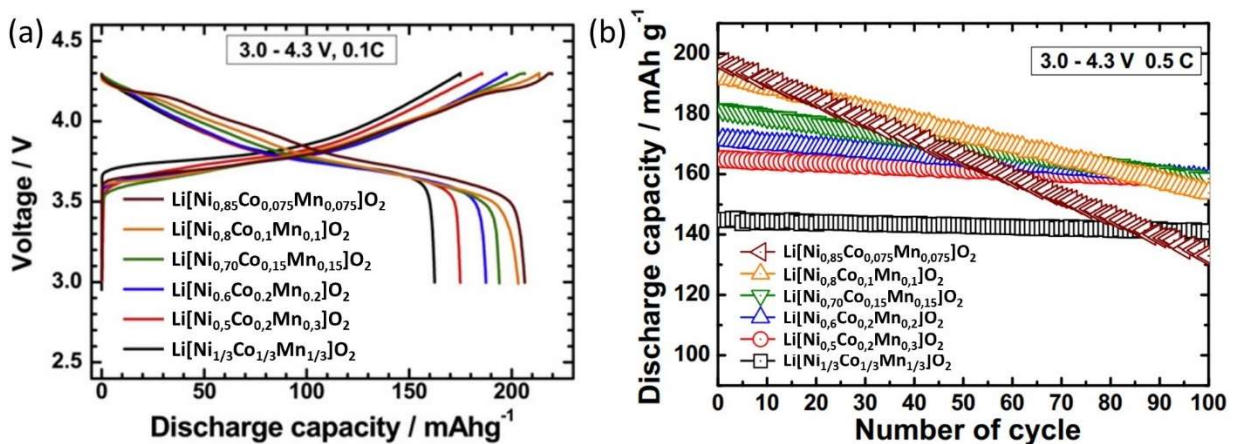 (a)
3.0 - 4.3 V, 0.1C
4.5
4.0
3.5
3.0
2.5
Voltage / V
Li[Ni0,85Co0,075Mn0,075]O2
Li[Ni0,8Co0,1Mn0,1]O2
Li[Ni0,70Co0,15Mn0,15]O2
Li[Ni0.6Co0.2Mn0.2]O2
Li[Ni0,5Co0,2Mn0,3]O2
Li[Ni1/3Co1/3Mn1/3]O2
0 50 100 150 200
Discharge capacity / mAhg-1
(b)
3.0 - 4.3 V 0.5 C
200
180
160
140
120
100
Discharge capacity / mAh g-1
Li[Ni0,85Co0,075Mn0,075]O2
Li[Ni0,8Co0,1Mn0,1]O2
Li[Ni0,70Co0,15Mn0,15]O2
Li[Ni0,6Co0,2Mn0,2]O2
Li[Ni0,5Co0,2Mn0,3]O2
Li[Ni1/3Co1/3Mn1/3]O2
0 10 20 30 40 50 60 70 80 90 100
Number of cycle